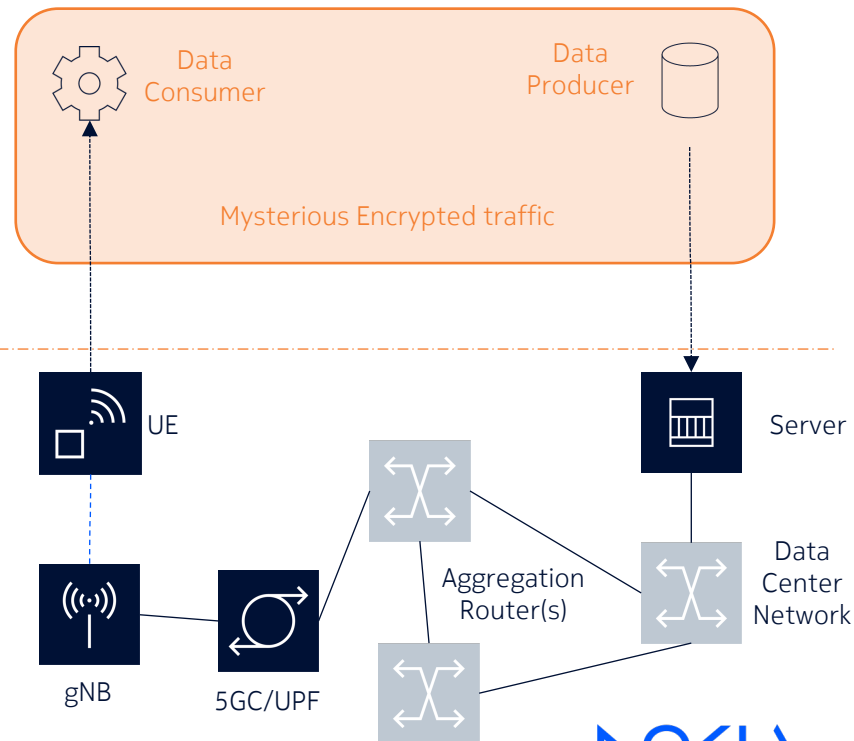 Data
Consumer
Data
Producer
Mysterious Encrypted traffic
UE
Server
Aggregation
Router(s)
Data
Center
Network
gNB
5GC/UPF